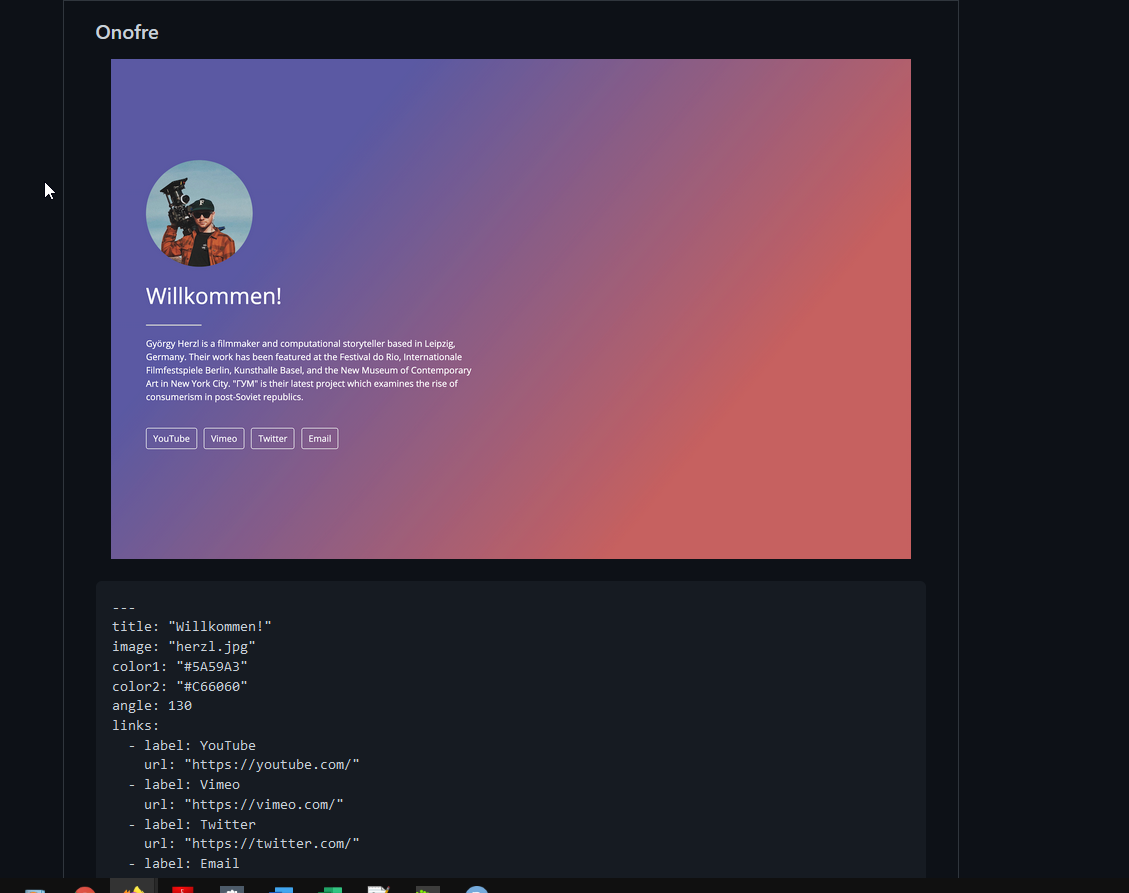 Onofre
Willkommen!
György Herzl is a filmmaker and computational storyteller based in Leipzig,
Germany. Their work has been featured at the Festival do Rio, Internationale
Filmfestspiele Berlin, Kunsthalle Basel, and the New Museum of Contemporary
Art in New York City. "ГУМ" is their latest project which examines the rise of
consumerism in post-Soviet republics.
YouTube Vimeo Twitter Email
---
title: "Willkommen!"
image: "herzl.jpg"
color1: "#5A59A3"
color2: "#C66060"
angle: 130
links:
  - label: YouTube
    url: "https://youtube.com/"
  - label: Vimeo
    url: "https://vimeo.com/"
  - label: Twitter
    url: "https://twitter.com/"
  - label: Email